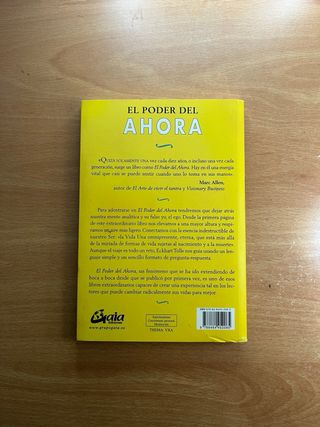 EL PODER DEL
AHORA
«QUIZÁ SOLAMENTE UNA vez cada diez años, o incluso una vez cada
generación, surge un libro como El Poder del Ahora. Hay en él una energía
vital que casi se puede sentir cuando uno lo toma en sus manos».
Marc Allen,
autor de El Arte de vivir el tantra y Visionary Business
Para adentrarse en El Poder del Ahora tendremos que dejar atrás
nuestra mente analítica y su falso yo, el ego. Desde la primera página
de este extraordinario libro nos elevamos a una mayor altura y respi-
ramos un aire más ligero. Conectamos con la esencia indestructible de
nuestro Ser: «la Vida Una omnipresente, eterna, que está más allá de
la miríada de formas de vida sujetas al nacimiento y a la muerte».
Aunque el viaje es todo un reto, Eckhart Tolle nos guía usando un len-
guaje simple y un sencillo formato de pregunta-respuesta.
El Poder del Ahora, un fenómeno que se ha ido extendiendo de
boca a boca desde que se publicó por primera vez, es uno de esos
libros extraordinarios capaces de crear una experiencia tal en los lec-
tores que puede cambiar radicalmente sus vidas para mejor.
Gaia
EDICIONES
www.grupogaia.es
Espiritualidad
Crecimiento personal
Meditación
THEMA: VXA